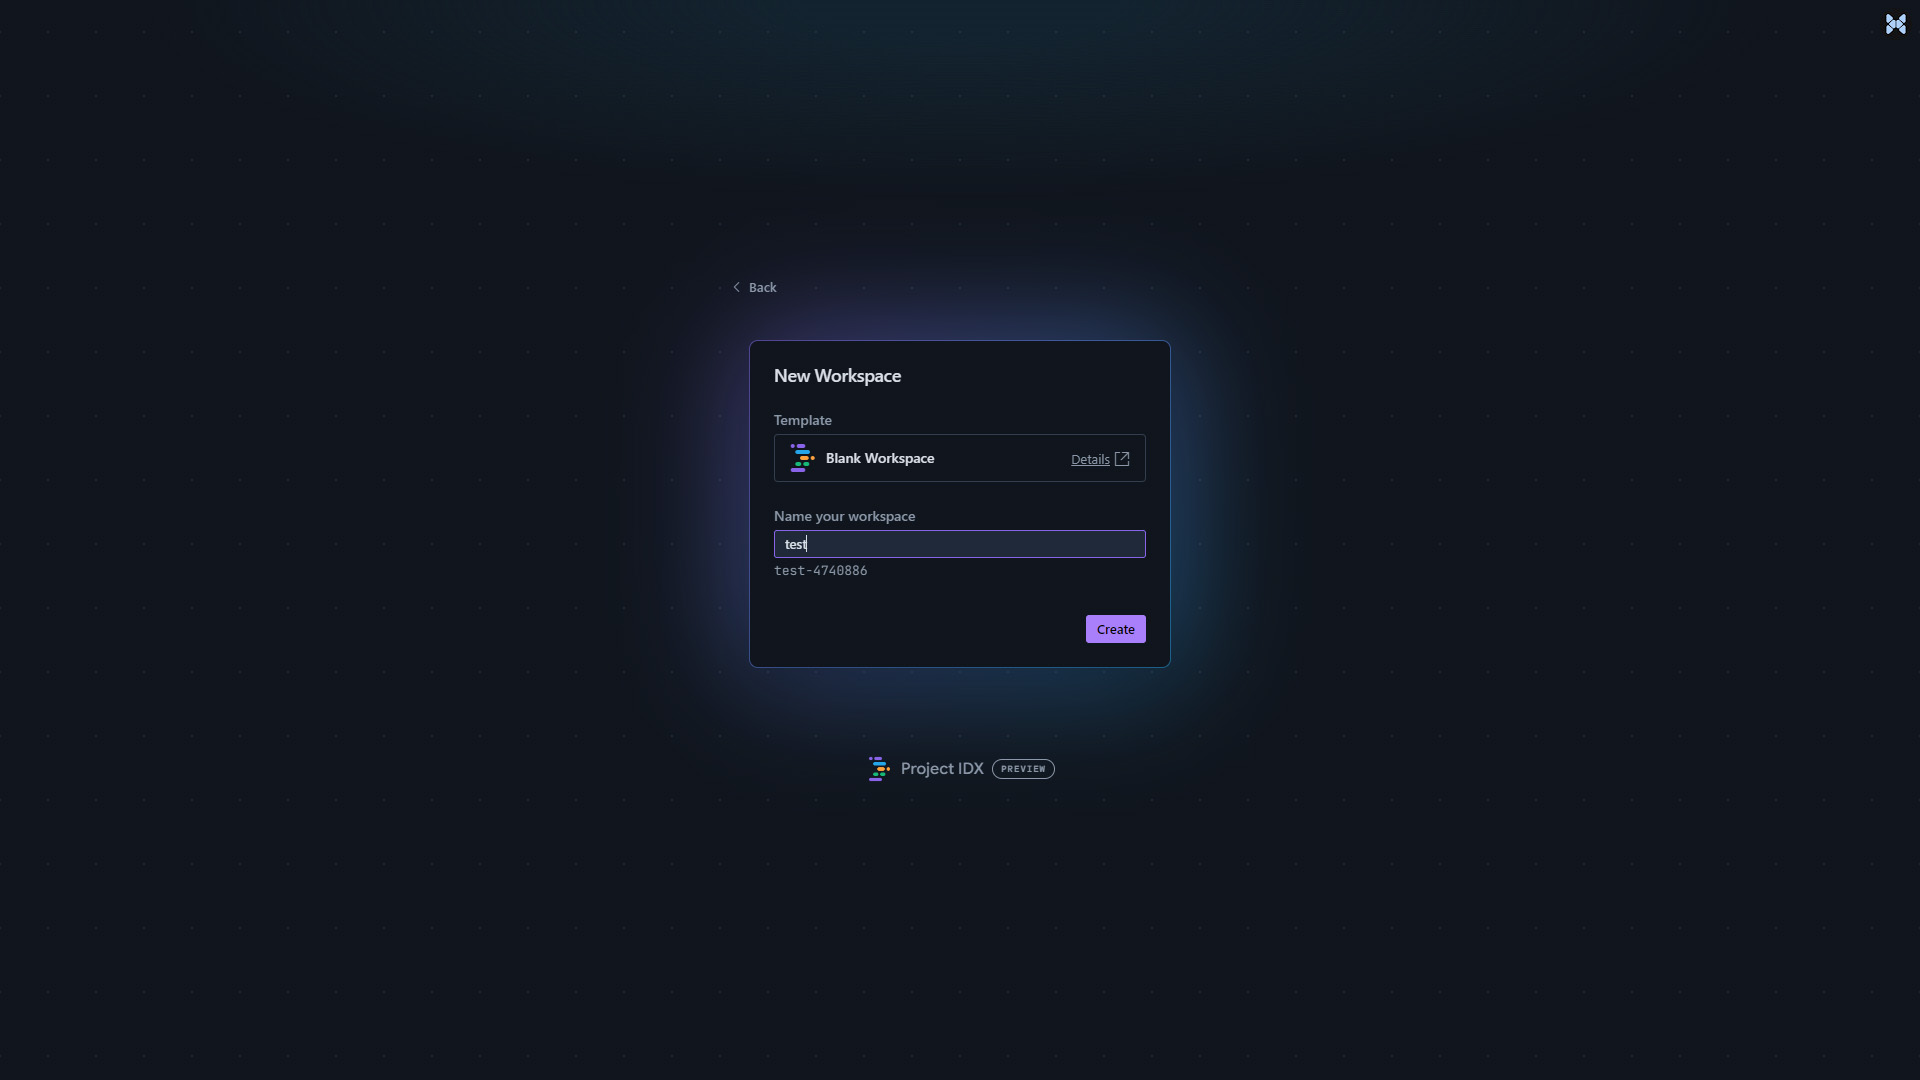 Back
New Workspace
Template
Blank Workspace Details
Name your workspace
test
test-4740886
Create
Project IDX PREVIEW